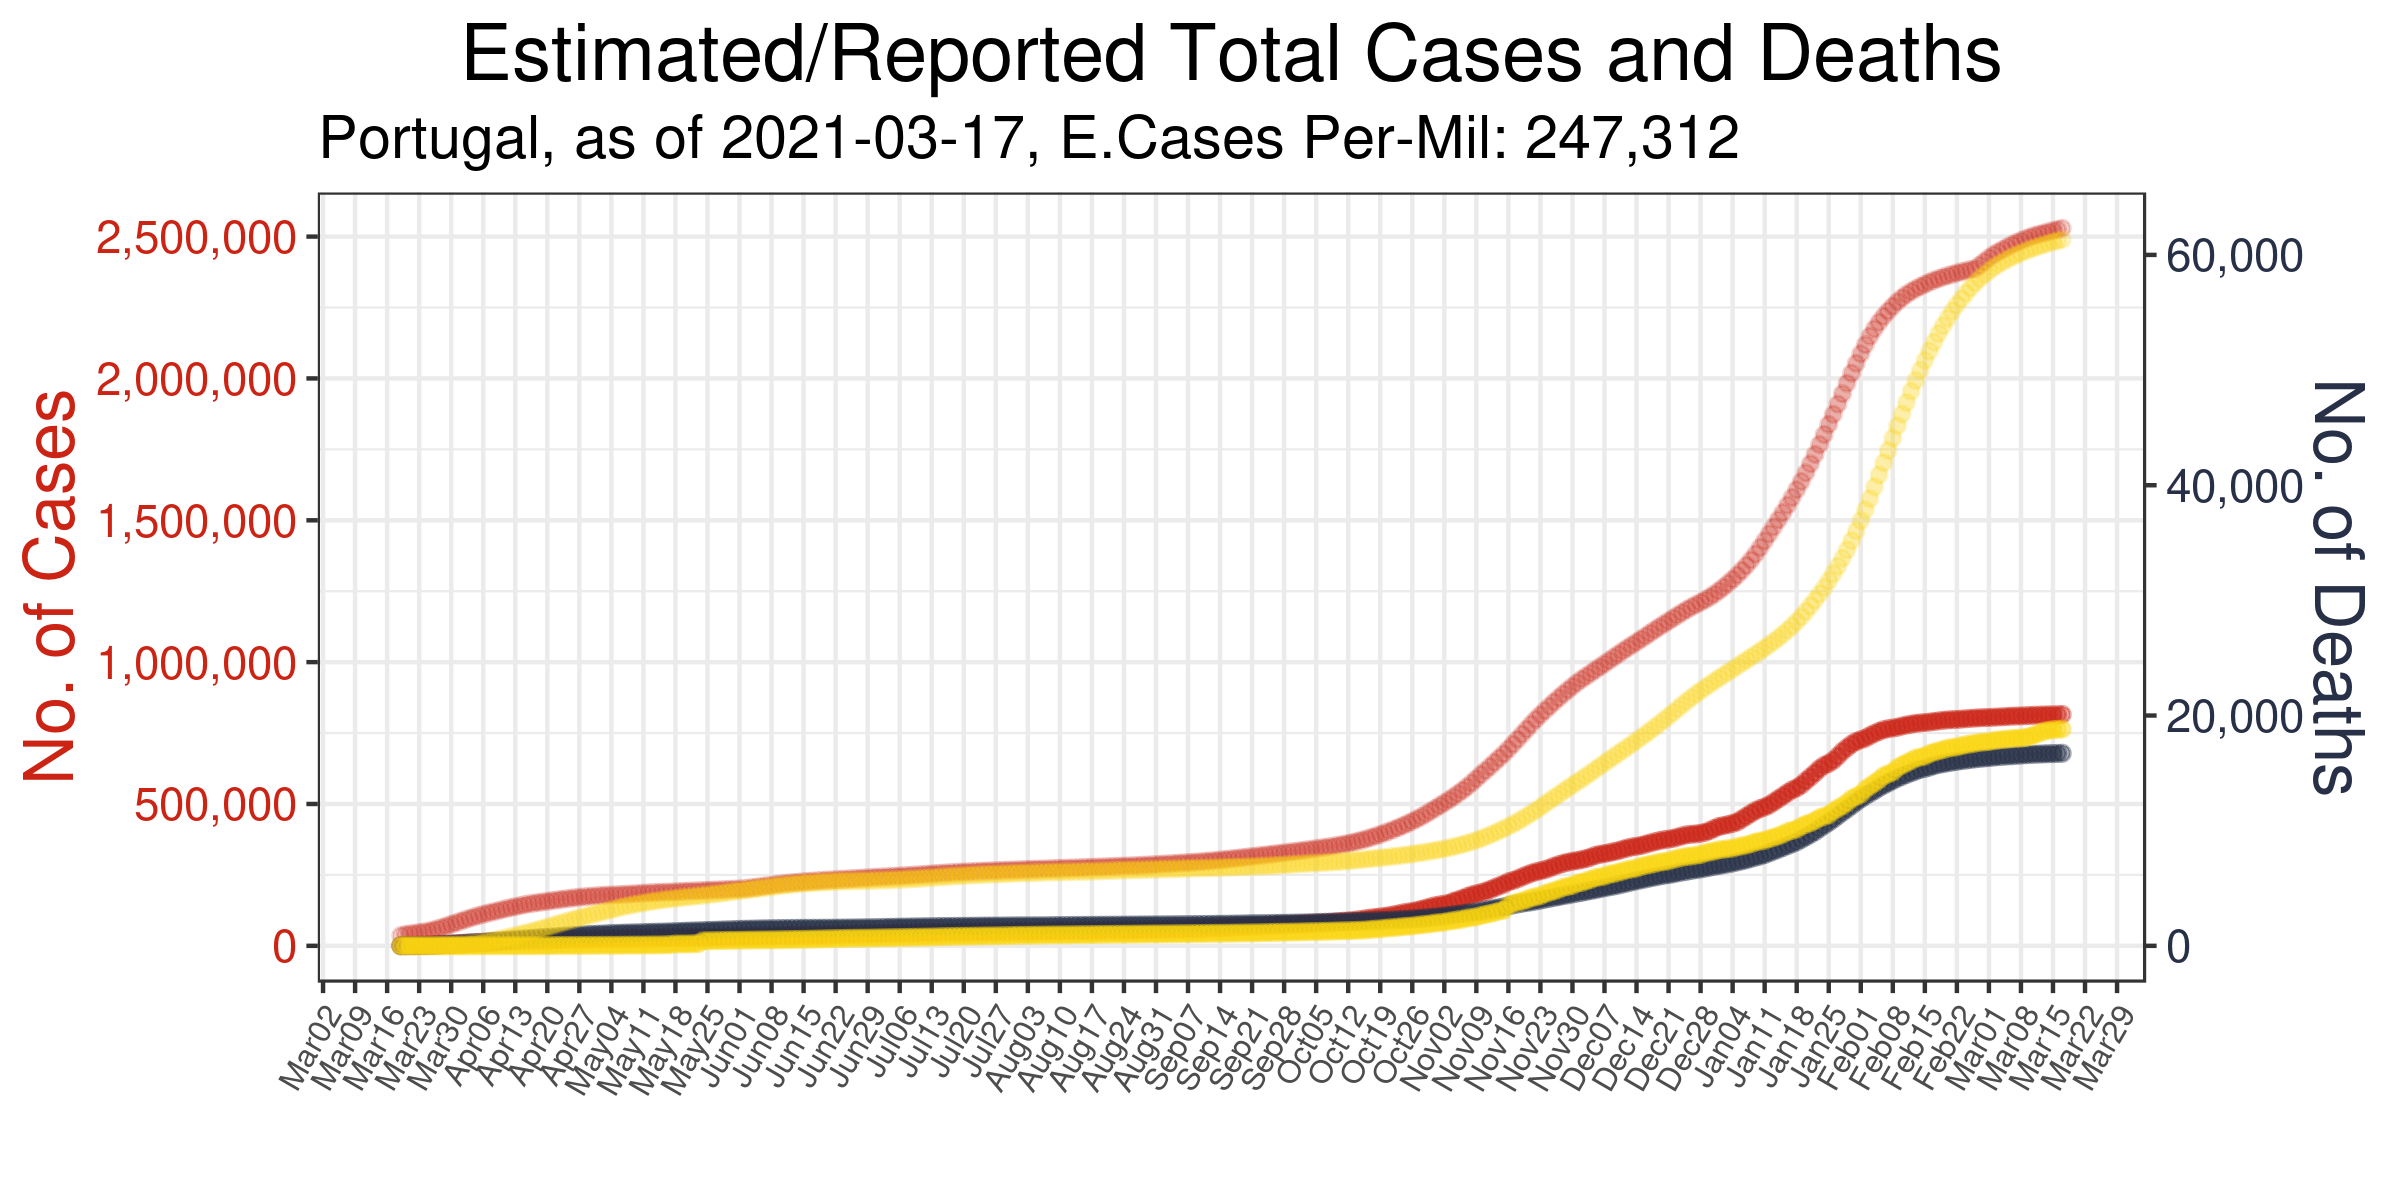 Estimated/Reported Total Cases and Deaths
Portugal, as of 2021-03-17, E.Cases Per-Mil: 247,312
No. of Cases
2,500,000
2,000,000
1,500,000
1,000,000
500,000
0
60,000
40,000
20,000
0
No. of Deaths
Mar02
Mar09
Mar16
Mar23
Mar30
Apr06
Apr13
Apr20
Apr27
May04
May11
May18
May25
Jun01
Jun08
Jun15
Jun22
Jun29
Jul06
Jul13
Jul20
Jul27
Aug03
Aug10
Aug17
Aug24
Aug31
Sep07
Sep14
Sep21
Sep28
Oct05
Oct12
Oct19
Oct26
Nov02
Nov09
Nov16
Nov23
Nov30
Dec07
Dec14
Dec21
Dec28
Jan04
Jan11
Jan18
Jan25
Feb01
Feb08
Feb15
Feb22
Mar01
Mar08
Mar15
Mar22
Mar29